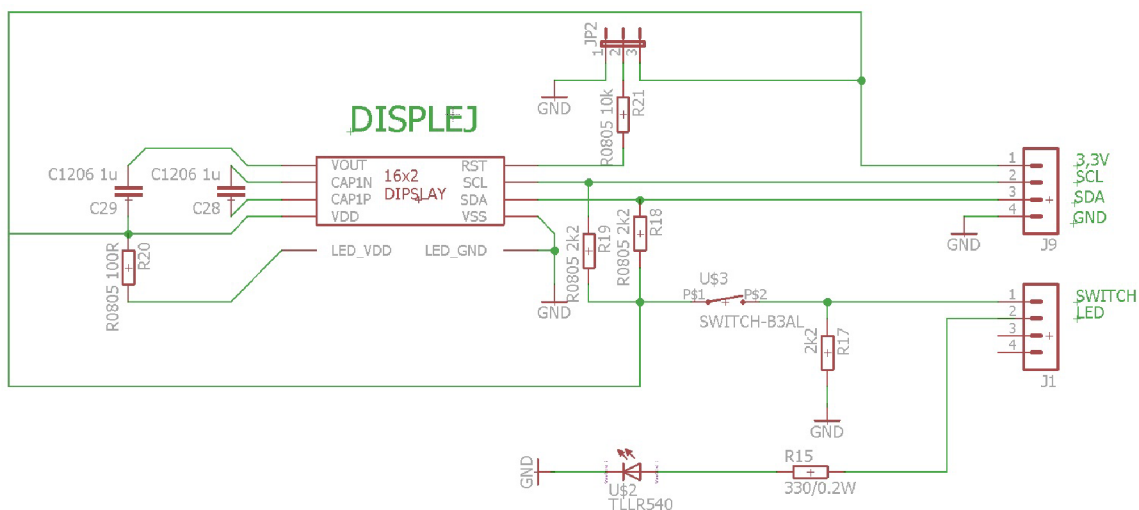 JP2
1 2 3
GND
R0805 10k
R21
DISPLEJ
C1206 1u
C29
C1206 1u
C28
VOUT
CAP1N
CAP1P
VDD
LED_VDD
16x2
DIPSLAY
RST
SCL
SDA
VSS
LED_GND
R0805 100R
R20
R0805 2k2
R19
R0805 2k2
R18
GND
1 3,3V
2 SCL
3 SDA
4 GND
GND
J9
U$3
P$1 P$2
SWITCH-B3AL
2k2
R17
GND
1 SWITCH
2 LED
3
4
J1
GND
U$2
TLLR540
R15
330/0.2W